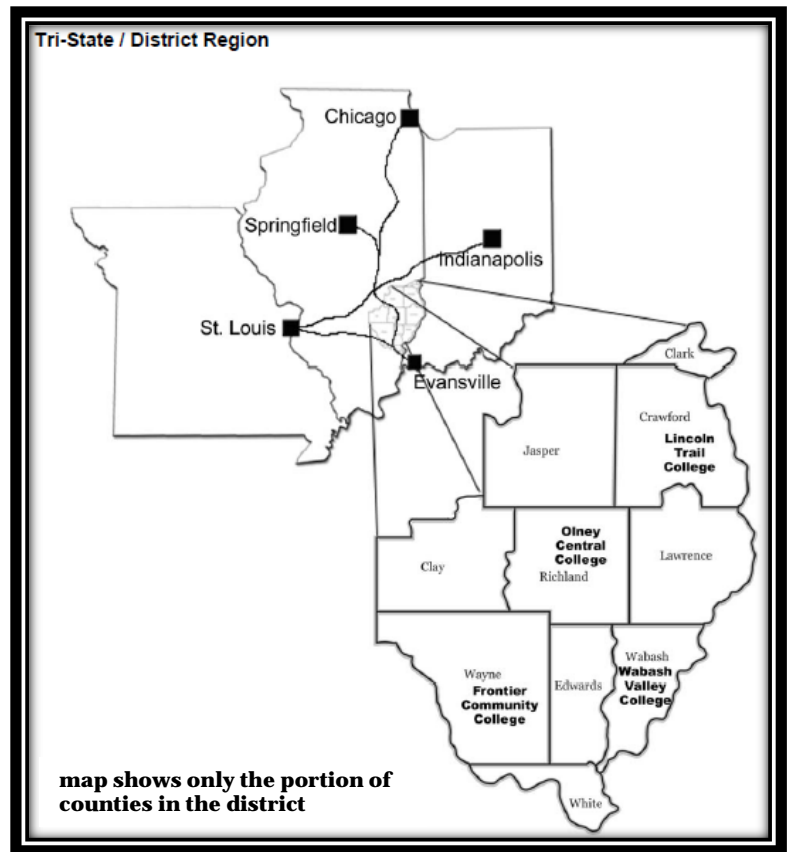 Tri-State / District Region
Chicago
Springfield
Indianapolis
St. Louis
Evansville
Clark
Crawford
Lincoln
Trail
College
Jasper
Olney
Central
College
Richland
Lawrence
Clay
Wayne
Frontier
Community
College
Edwards
Wabash
Wabash
Valley
College
White
map shows only the portion of
counties in the district